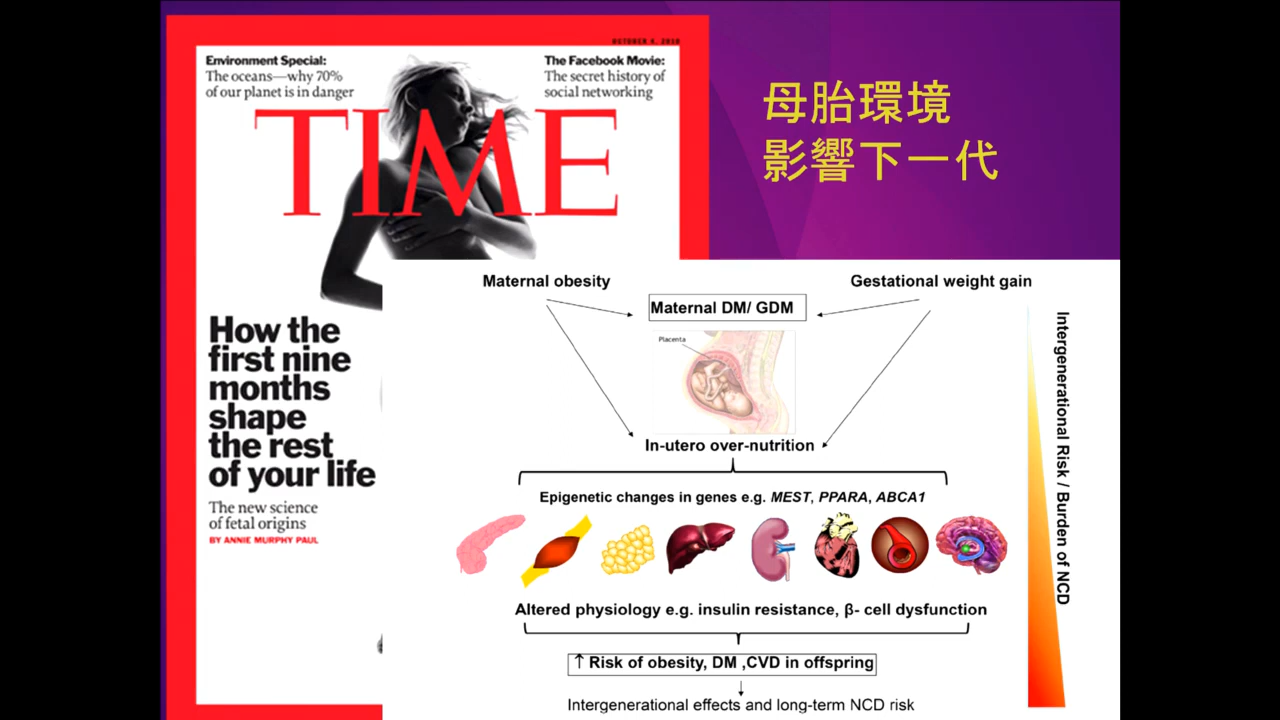 OCTOBER 4, 2010
Environment Special:
The oceans—why 70%
of our planet is in danger
The Facebook Movie:
The secret history of
social networking
TIME
How the
first nine
months
shape
the rest
of your life
The new science
of fetal origins
BY ANNIE MURPHY PAUL
母胎環境
影響下一代
Maternal obesity
Gestational weight gain
Maternal DM/ GDM
Placenta
In-utero over-nutrition
Epigenetic changes in genes e.g. MEST, PPARA, ABCA1
Altered physiology e.g. insulin resistance, β- cell dysfunction
↑ Risk of obesity, DM ,CVD in offspring
Intergenerational effects and long-term NCD risk
Intergenerational Risk / Burden of NCD